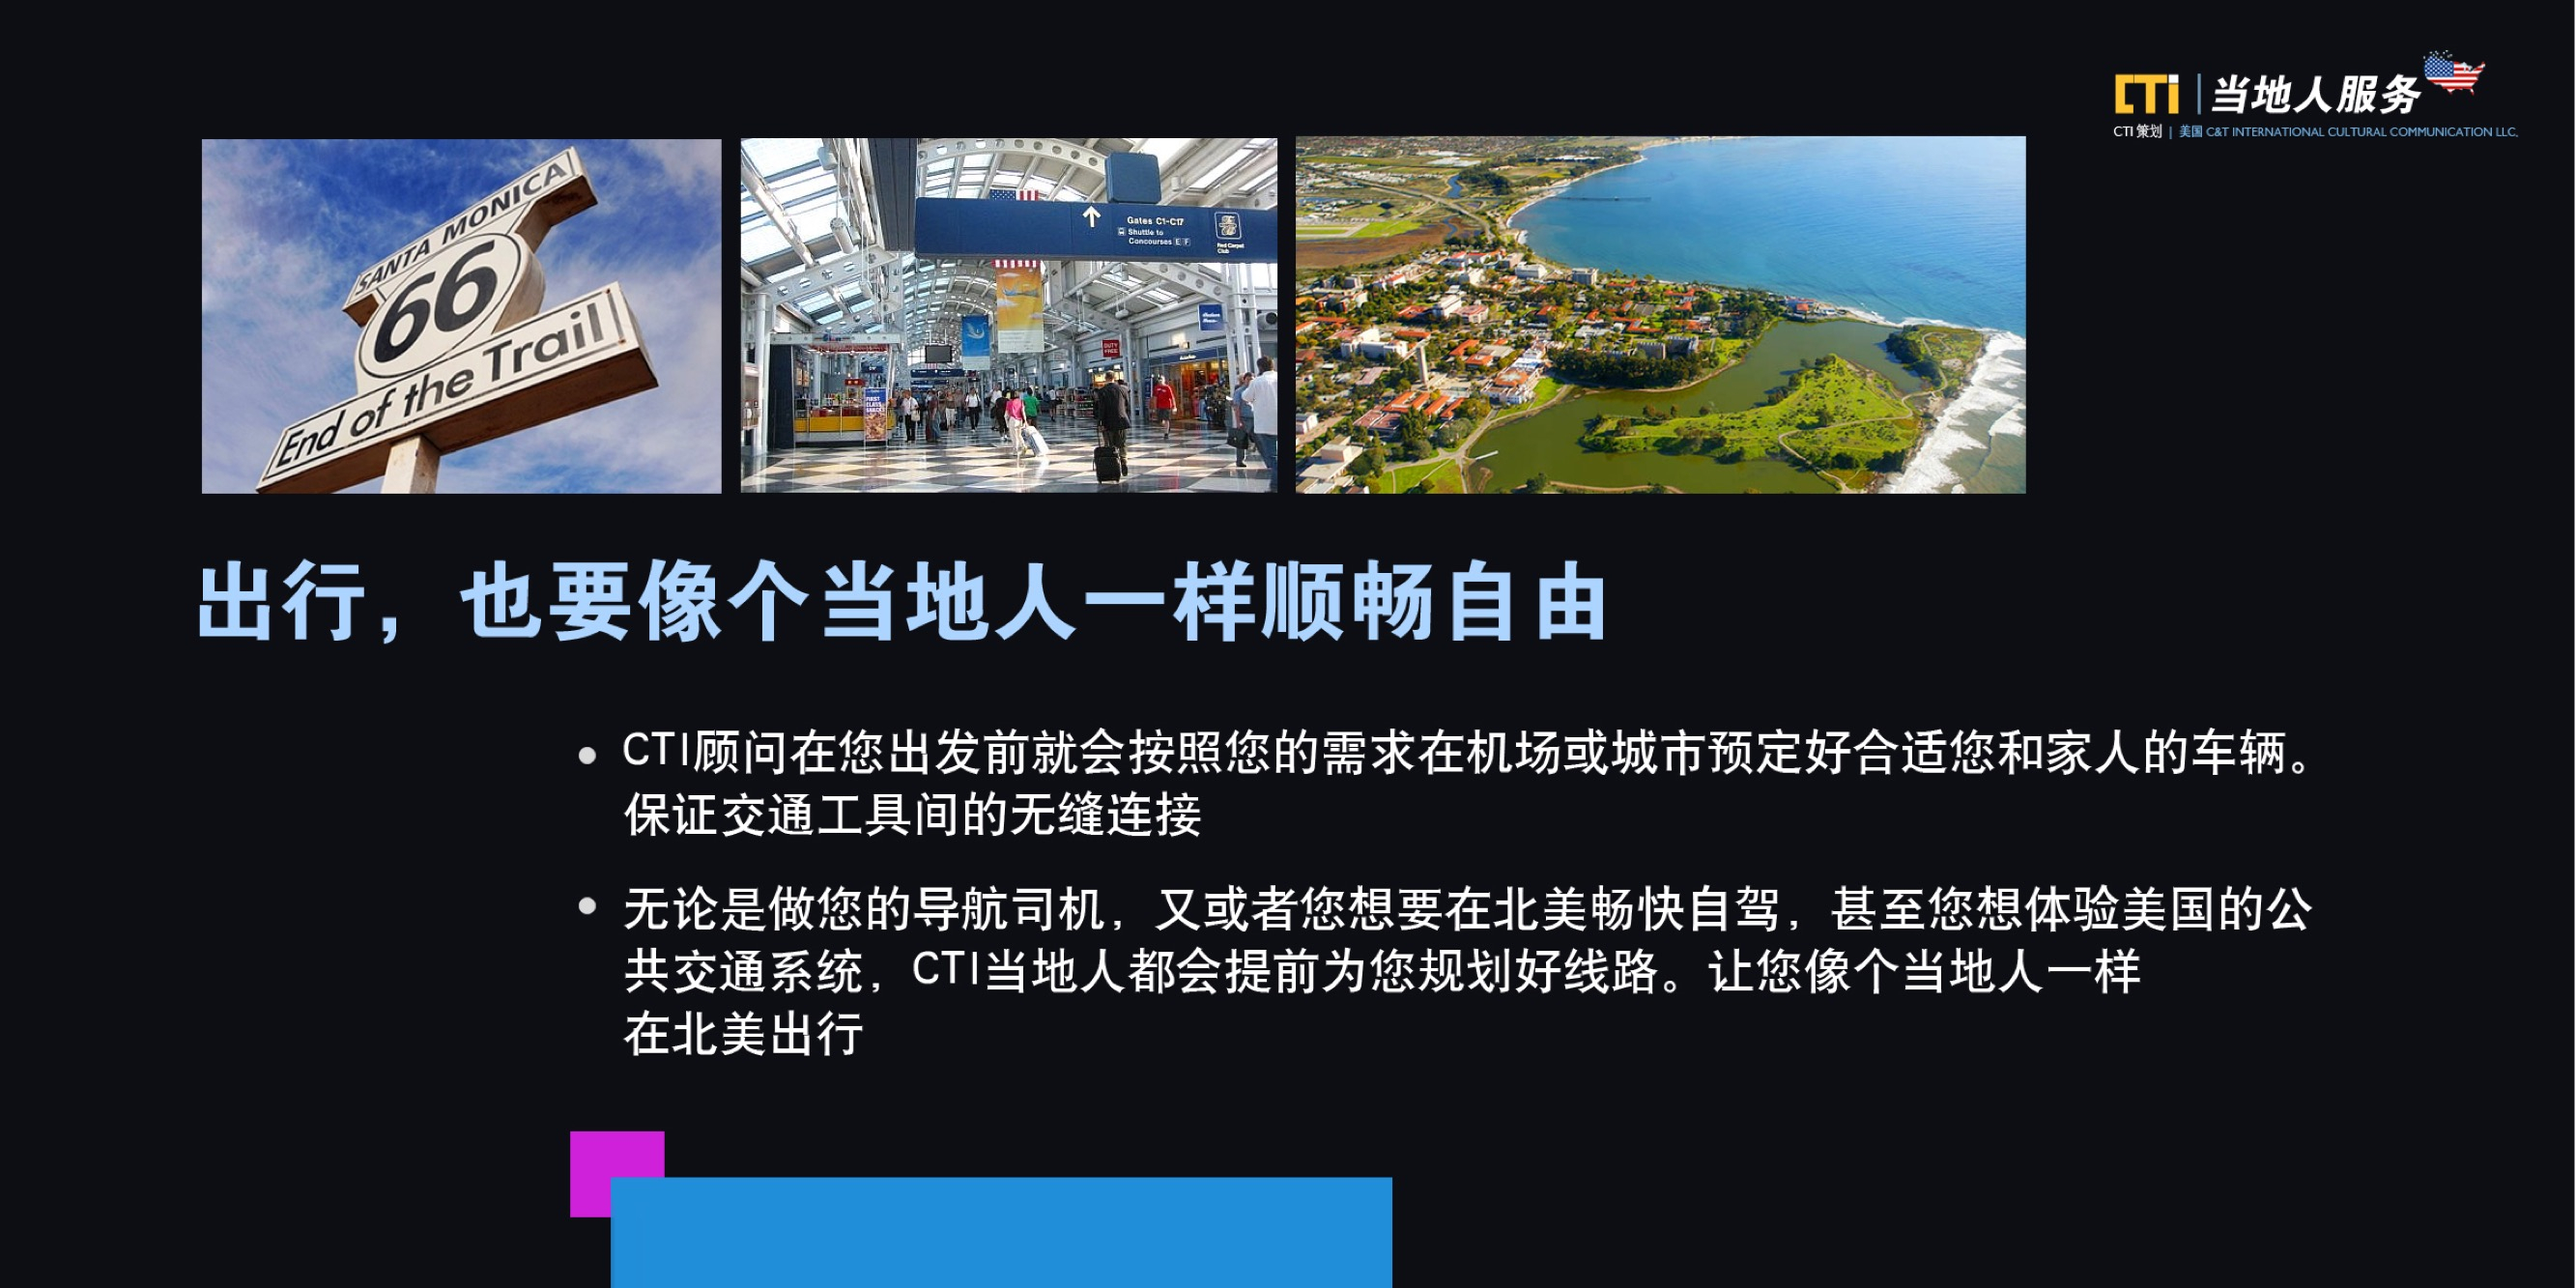 CTi 当地人服务
CTI 策划 | 美国 C&T INTERNATIONAL CULTURAL COMMUNICATION LLC.
SANTA MONICA
66
End of the Trail
Gates C1-C17
Shuttle to
Concourses E F
Red Carpet
Club
DUTY
FREE
FIRST
CLASS
出行，也要像个当地人一样顺畅自由
• CTI顾问在您出发前就会按照您的需求在机场或城市预定好合适您和家人的车辆。
保证交通工具间的无缝连接
• 无论是做您的导航司机，又或者您想要在北美畅快自驾，甚至您想体验美国的公
共交通系统，CTI当地人都会提前为您规划好线路。让您像个当地人一样
在北美出行